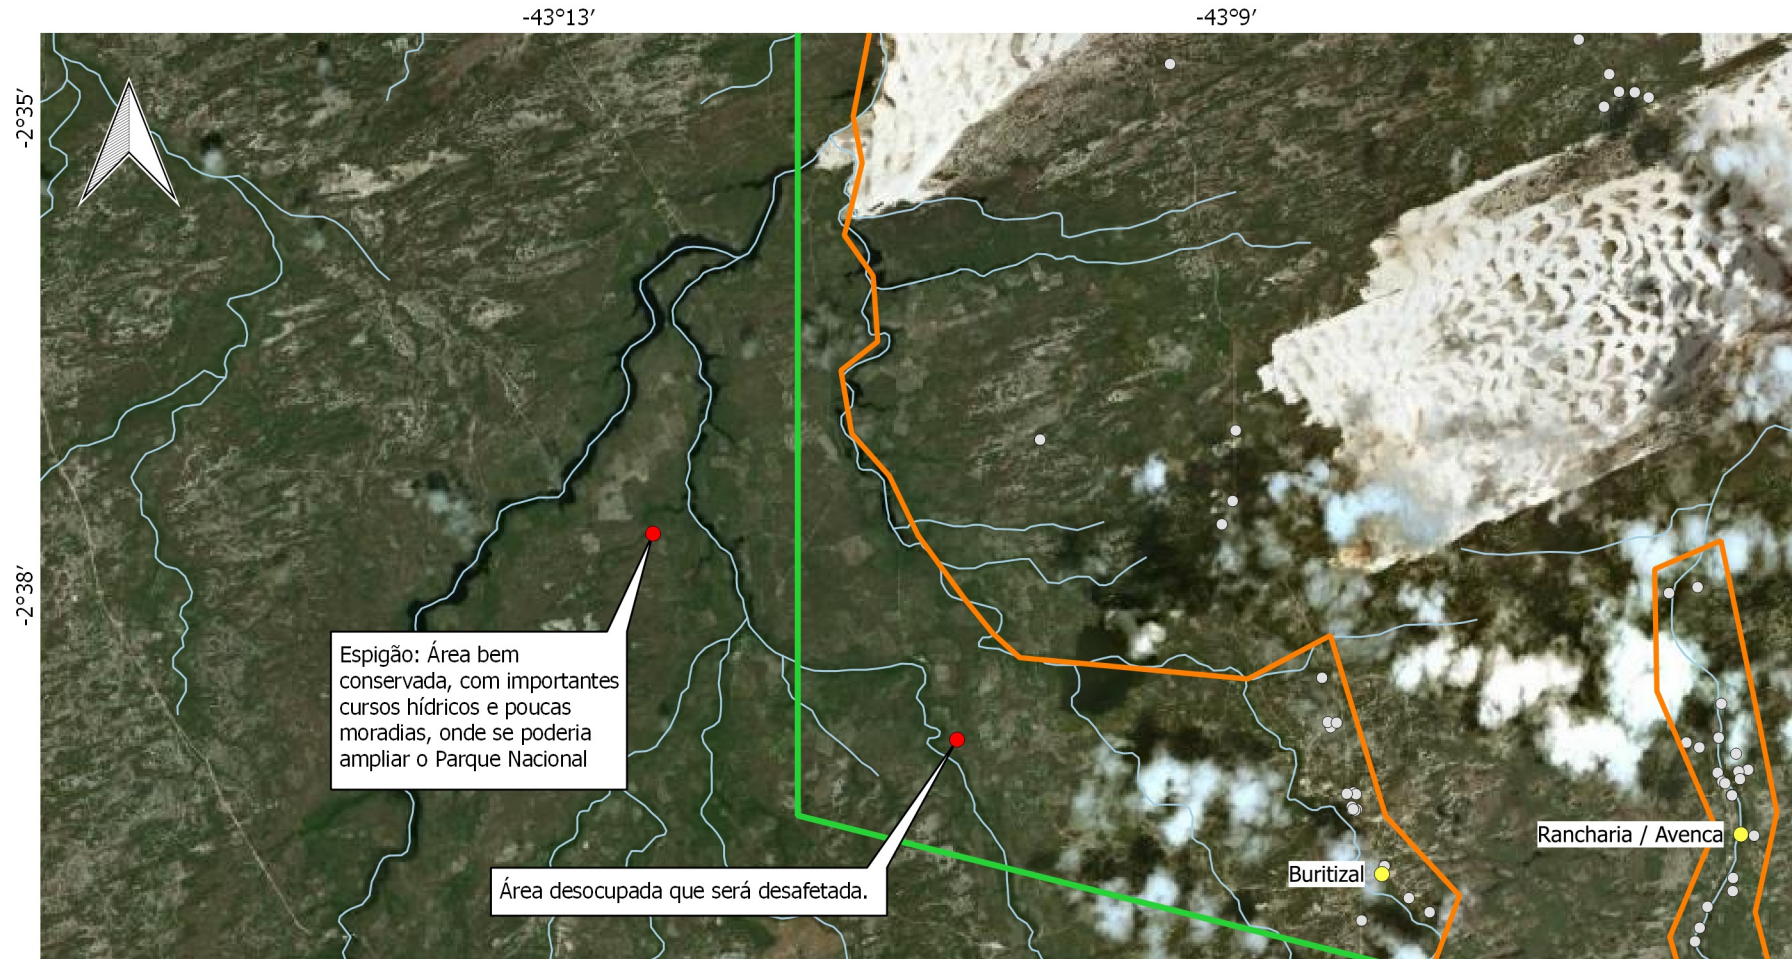 -43°13′
-43°9′
-2°35′
-2°38′
Espigão: Área bem
conservada, com importantes
cursos hídricos e poucas
moradias, onde se poderia
ampliar o Parque Nacional
Área desocupada que será desafetada.
Rancharia / Avenca
Buritizal